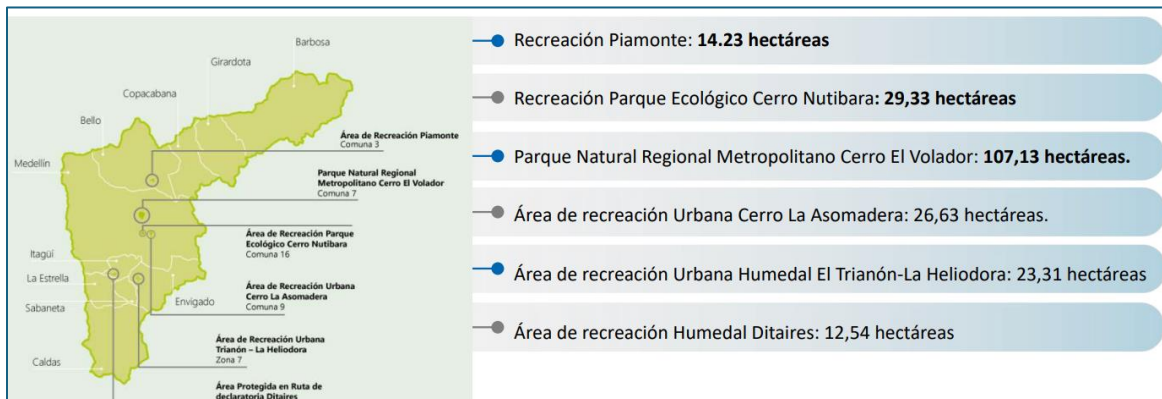 Barbosa
Girardota
Copacabana
Bello
Medellín
Área de Recreación Piamonte
Comuna 3
Parque Natural Regional
Metropolitano Cerro El Volador
Comuna 7
Área de Recreación Parque
Ecológico Cerro Nutibara
Comuna 16
Itagüí
La Estrella
Sabaneta
Envigado
Área de Recreación Urbana
Cerro La Asomadera
Comuna 9
Área de Recreación Urbana
Trianón – La Heliodora
Zona 7
Caldas
Área Protegida en Ruta de
declaratoria Ditaires
Recreación Piamonte: 14.23 hectáreas
Recreación Parque Ecológico Cerro Nutibara: 29,33 hectáreas
Parque Natural Regional Metropolitano Cerro El Volador: 107,13 hectáreas.
Área de recreación Urbana Cerro La Asomadera: 26,63 hectáreas.
Área de recreación Urbana Humedal El Trianón-La Heliodora: 23,31 hectáreas
Área de recreación Humedal Ditaires: 12,54 hectáreas